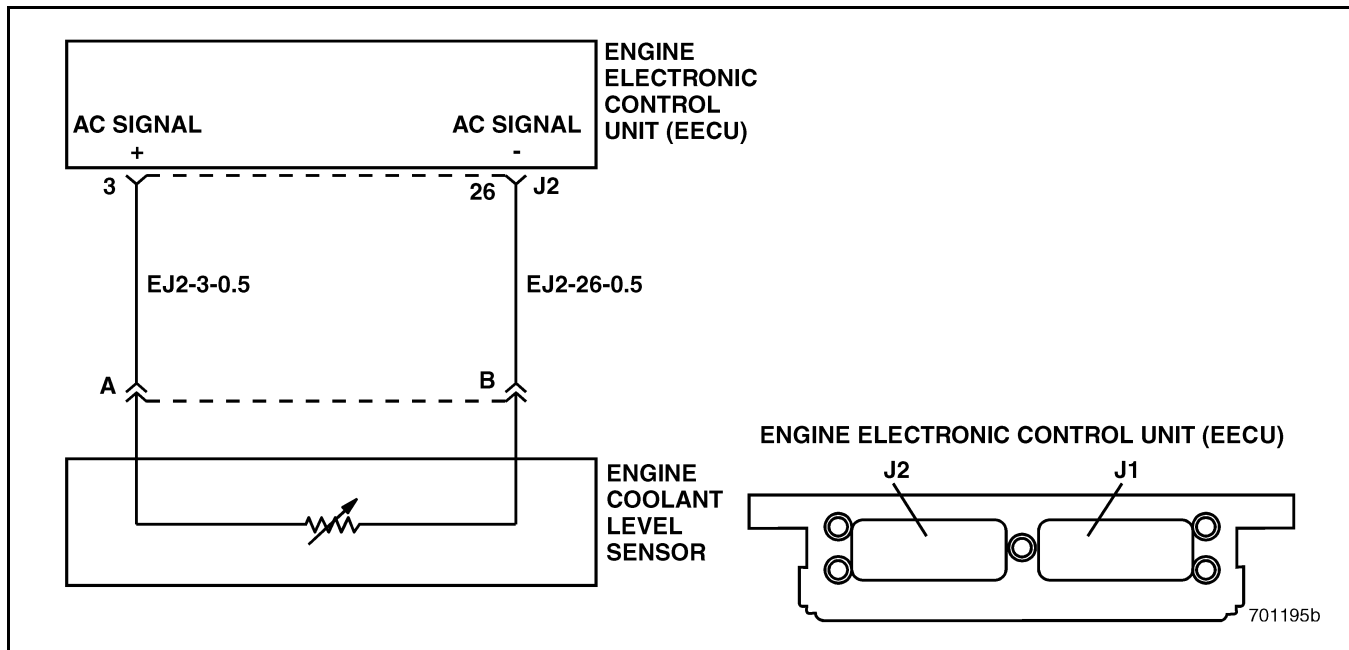 ENGINE
ELECTRONIC
CONTROL
UNIT (EECU)
AC SIGNAL
+
AC SIGNAL
-
3
26
J2
EJ2-3-0.5
EJ2-26-0.5
A
B
ENGINE
COOLANT
LEVEL
SENSOR
ENGINE ELECTRONIC CONTROL UNIT (EECU)
J2
J1
701195b